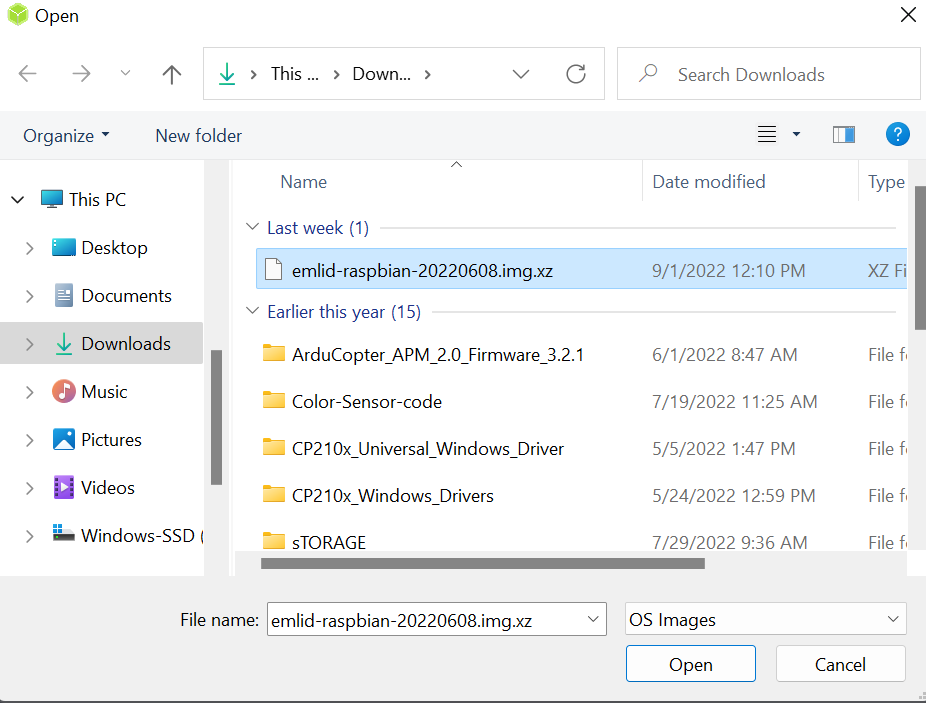 Open
This ... Down...
Search Downloads
Organize New folder
?
Name Date modified Type
This PC
Desktop
Documents
Downloads
Music
Pictures
Videos
Windows-SSD (
Last week (1)
emlid-raspbian-20220608.img.xz 9/1/2022 12:10 PM XZ Fi
Earlier this year (15)
ArduCopter_APM_2.0_Firmware_3.2.1 6/1/2022 8:47 AM File f
Color-Sensor-code 7/19/2022 11:25 AM File f
CP210x_Universal_Windows_Driver 5/5/2022 1:47 PM File f
CP210x_Windows_Drivers 5/24/2022 12:59 PM File f
sTORAGE 7/29/2022 9:36 AM File f
File name: emlid-raspbian-20220608.img.xz OS Images
Open Cancel